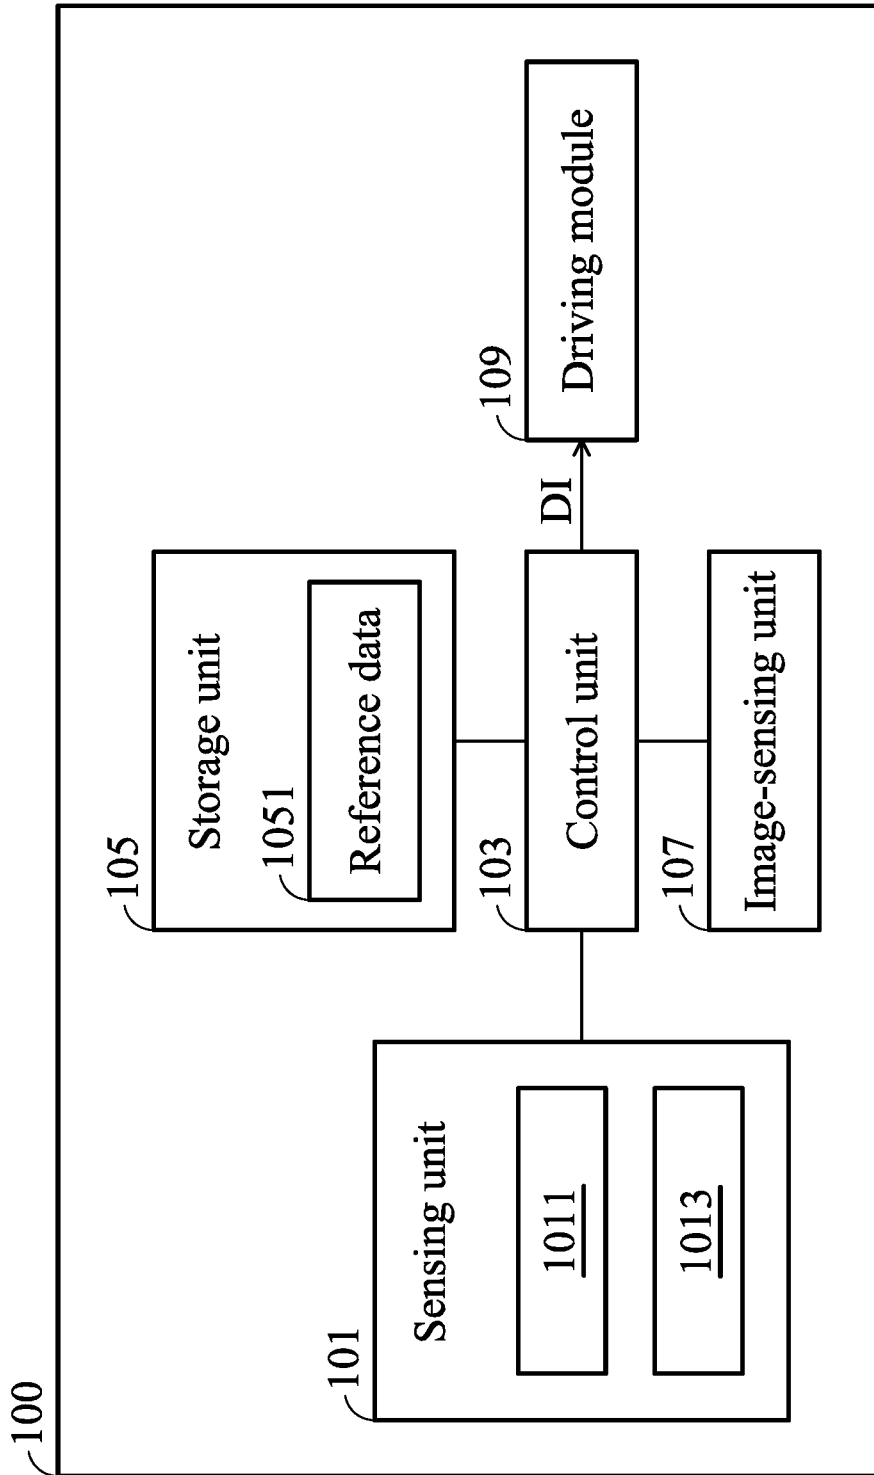 100
105
Storage unit
1051
Reference data
101
Sensing unit
1011
1013
103
Control unit
DI
109
Driving module
107
Image-sensing unit